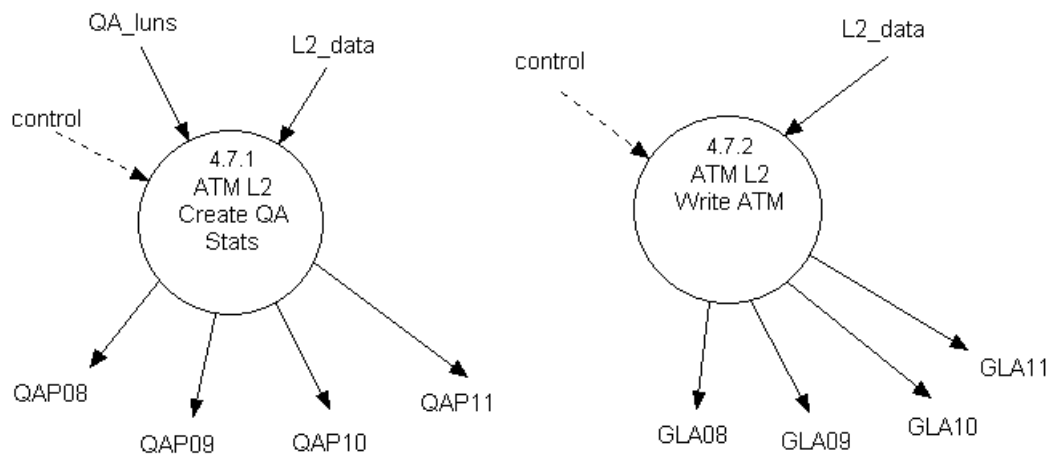 QA_luns
L2_data
control
4.7.1
ATM L2
Create QA
Stats
QAP08
QAP09
QAP10
QAP11
L2_data
control
4.7.2
ATM L2
Write ATM
GLA08
GLA09
GLA10
GLA11